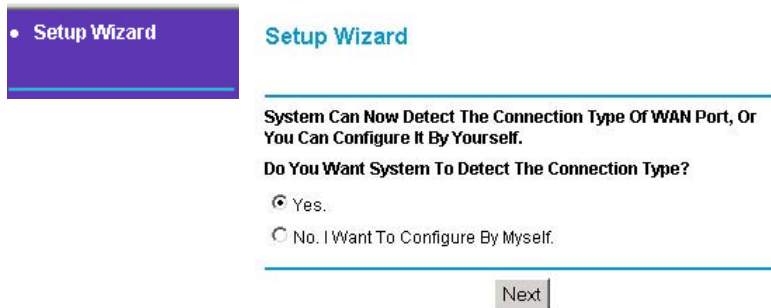 Setup Wizard
Setup Wizard
System Can Now Detect The Connection Type Of WAN Port, Or
You Can Configure It By Yourself.
Do You Want System To Detect The Connection Type?
Yes.
No. I Want To Configure By Myself.
Next